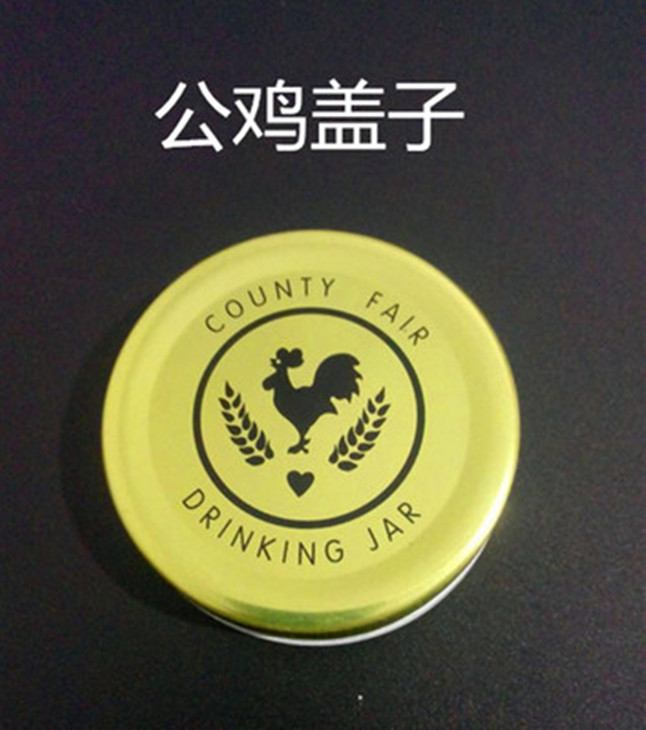 公鸡盖子
COUNTY FAIR
DRINKING JAR